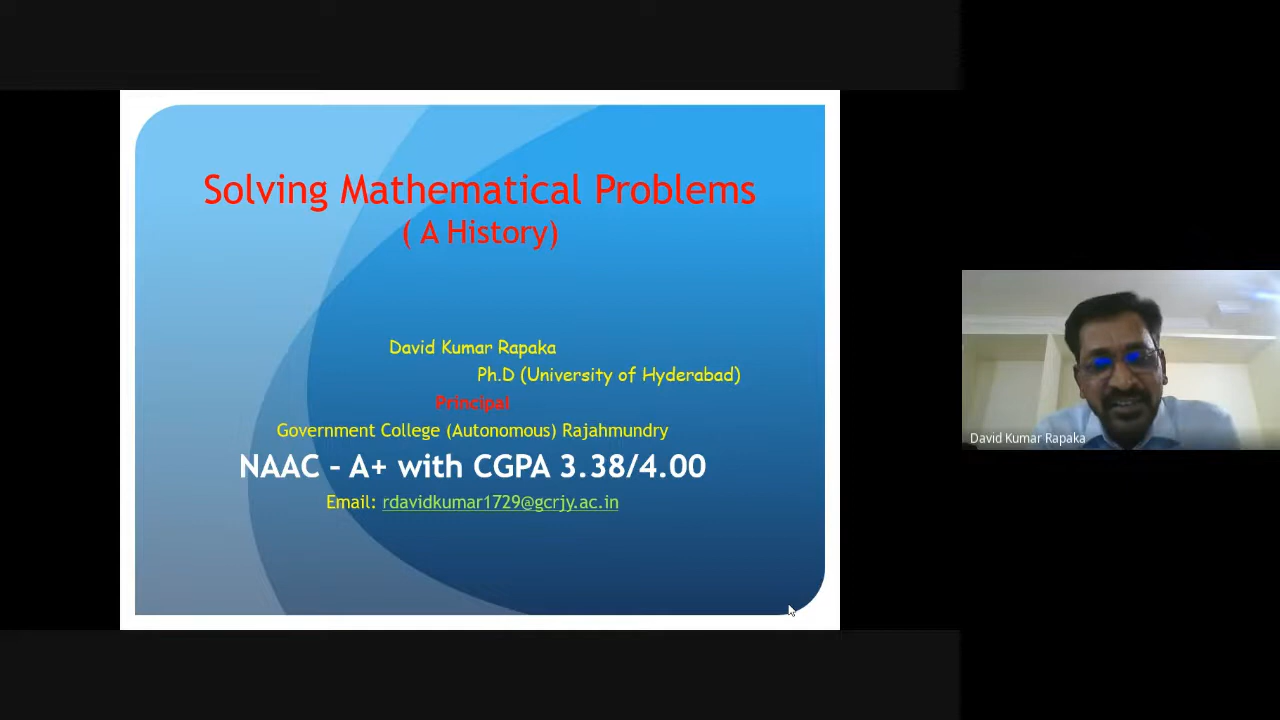 Solving Mathematical Problems
( A History)
David Kumar Rapaka
Ph.D (University of Hyderabad)
Principal
Government College (Autonomous) Rajahmundry
NAAC - A+ with CGPA 3.38/4.00
Email: rdavidkumar1729@gcrjy.ac.in
David Kumar Rapaka